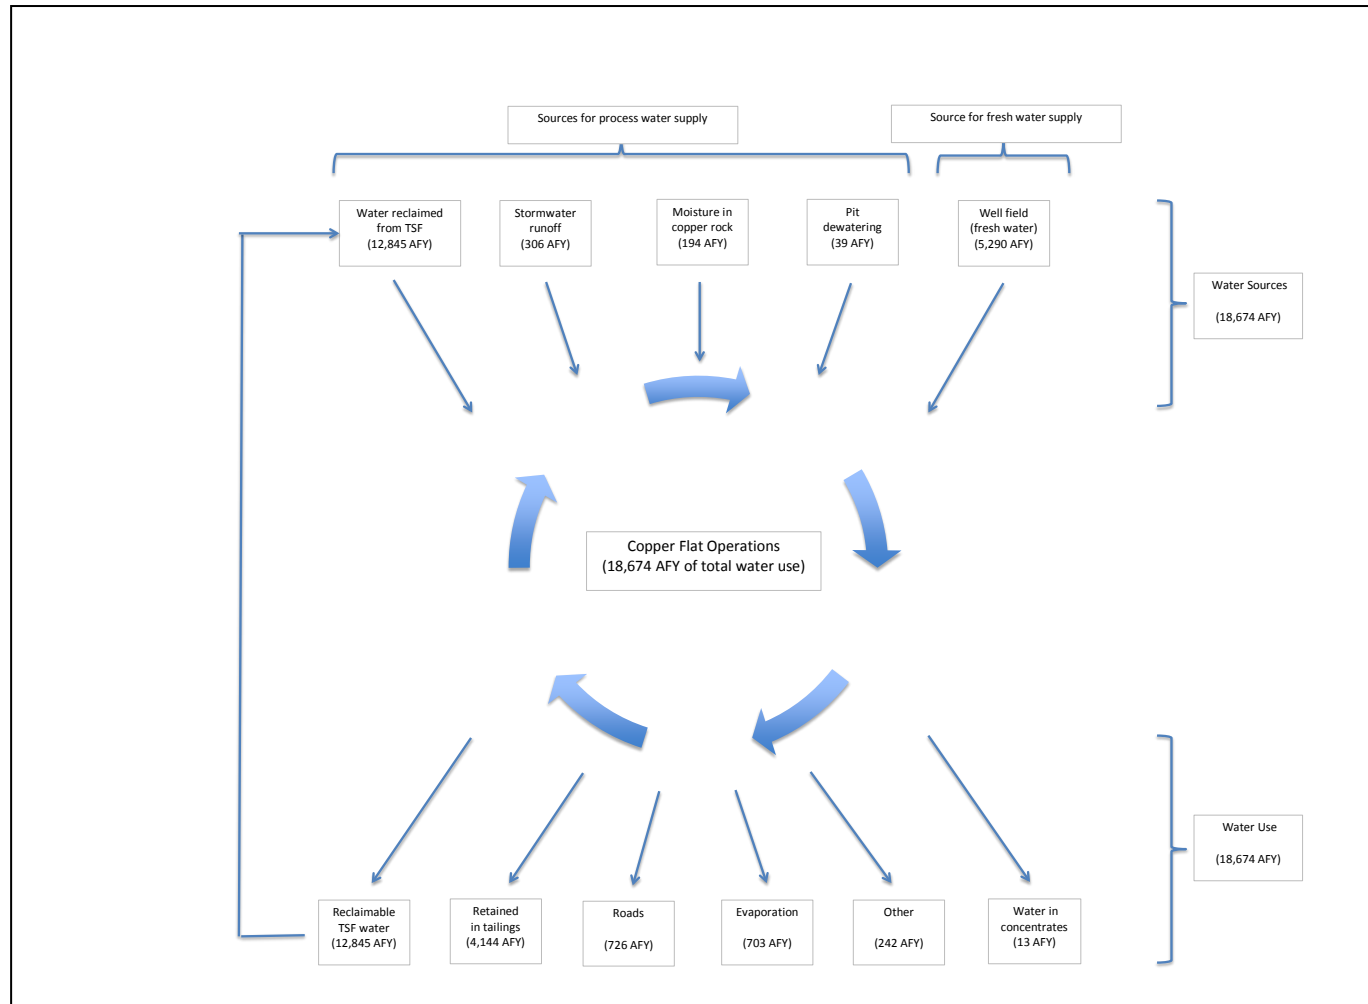 Sources for process water supply
Source for fresh water supply
Water reclaimed
from TSF
(12,845 AFY)
Stormwater
runoff
(306 AFY)
Moisture in
copper rock
(194 AFY)
Pit
dewatering
(39 AFY)
Well field
(fresh water)
(5,290 AFY)
Water Sources
(18,674 AFY)
Copper Flat Operations
(18,674 AFY of total water use)
Water Use
(18,674 AFY)
Reclaimable
TSF water
(12,845 AFY)
Retained
in tailings
(4,144 AFY)
Roads
(726 AFY)
Evaporation
(703 AFY)
Other
(242 AFY)
Water in
concentrates
(13 AFY)